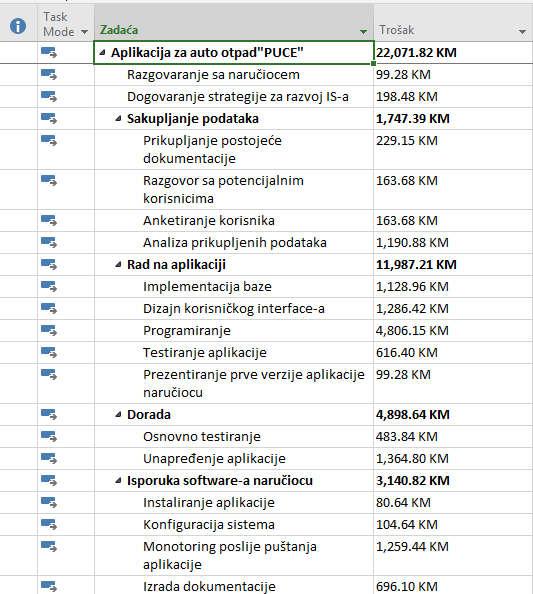 Task Mode Zadaća Trošak
Aplikacija za auto otpad"PUCE" 22,071.82 KM
Razgovaranje sa naručiocem 99.28 KM
Dogovaranje strategije za razvoj IS-a 198.48 KM
Sakupljanje podataka 1,747.39 KM
Prikupljanje postojeće 229.15 KM
dokumentacije
Razgovor sa potencijalnim 163.68 KM
korisnicima
Anketiranje korisnika 163.68 KM
Analiza prikupljenih podataka 1,190.88 KM
Rad na aplikaciji 11,987.21 KM
Implementacija baze 1,128.96 KM
Dizajn korisničkog interface-a 1,286.42 KM
Programiranje 4,806.15 KM
Testiranje aplikacije 616.40 KM
Prezentiranje prve verzije aplikacije 99.28 KM
naručiocu
Dorada 4,898.64 KM
Osnovno testiranje 483.84 KM
Unapređenje aplikacije 1,364.80 KM
Isporuka software-a naručiocu 3,140.82 KM
Instaliranje aplikacije 80.64 KM
Konfiguracija sistema 104.64 KM
Monotoring poslije puštanja 1,259.44 KM
aplikacije
Izrada dokumentacije 696.10 KM